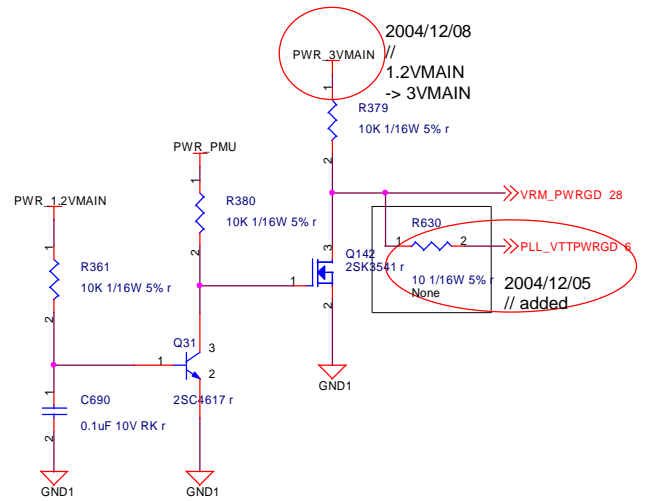 2004/12/08
//
1.2VMAIN
-> 3VMAIN
PWR_3VMAIN
1
R379
10K 1/16W 5% r
2
PWR_PMU
1
R380
10K 1/16W 5% r
2
PWR_1.2VMAIN
1
R361
10K 1/16W 5% r
2
VRM_PWRGD 28
R630
1
2
PLL_VTTPWRGD 6
10 1/16W 5% r
None
2004/12/05
// added
3
Q142
2SK3541 r
1
2
GND1
Q31
3
1
2
2SC4617 r
1
C690
0.1uF 10V RK r
2
GND1
GND1